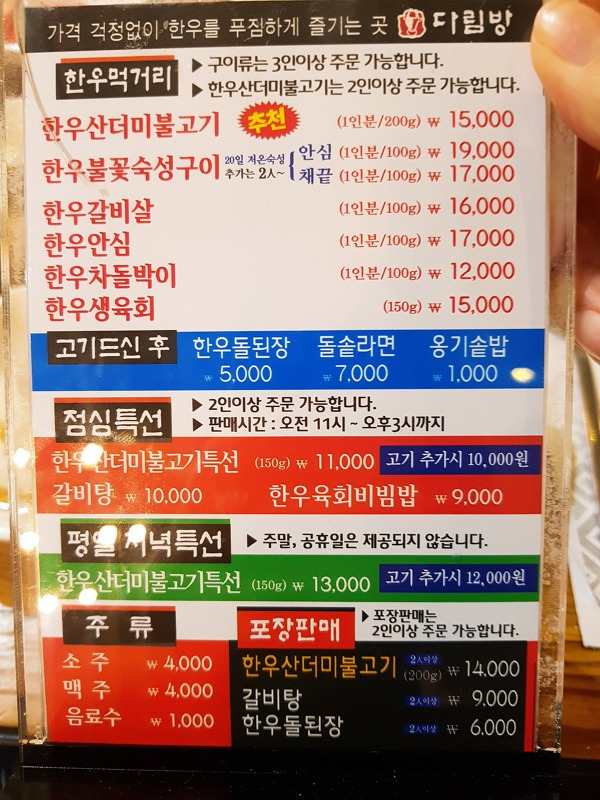 가격 걱정없이 한우를 푸짐하게 즐기는 곳 다림방
한우먹거리
▶ 구이류는 3인이상 주문 가능합니다.
▶ 한우산더미불고기는 2인이상 주문 가능합니다.
한우산더미불고기 추천 (1인분/200g) ₩ 15,000
한우불꽃숙성구이 20일 저온숙성 추가는 2人~ { 안심 (1인분/100g) ₩ 19,000
채끝 (1인분/100g) ₩ 17,000
한우갈비살 (1인분/100g) ₩ 16,000
한우안심 (1인분/100g) ₩ 17,000
한우차돌박이 (1인분/100g) ₩ 12,000
한우생육회 (150g) ₩ 15,000
고기드신 후 한우돌된장 돌솥라면 옹기솥밥
₩ 5,000 ₩ 7,000 ₩ 1,000
점심특선
▶ 2인이상 주문 가능합니다.
▶ 판매시간 : 오전 11시 ~ 오후3시까지
한우산더미불고기특선 (150g) ₩ 11,000 고기 추가시 10,000원
갈비탕 ₩ 10,000 한우육회비빔밥 ₩ 9,000
평일 저녁특선 ▶ 주말, 공휴일은 제공되지 않습니다.
한우산더미불고기특선 (150g) ₩ 13,000 고기 추가시 12,000원
주 류
소 주 ₩ 4,000
맥 주 ₩ 4,000
음료수 ₩ 1,000
포장판매
▶ 포장판매는
2인이상 주문 가능합니다.
한우산더미불고기 2人이상 (200g) ₩ 14,000
갈비탕 2人이상 ₩ 9,000
한우돌된장 2人이상 ₩ 6.000